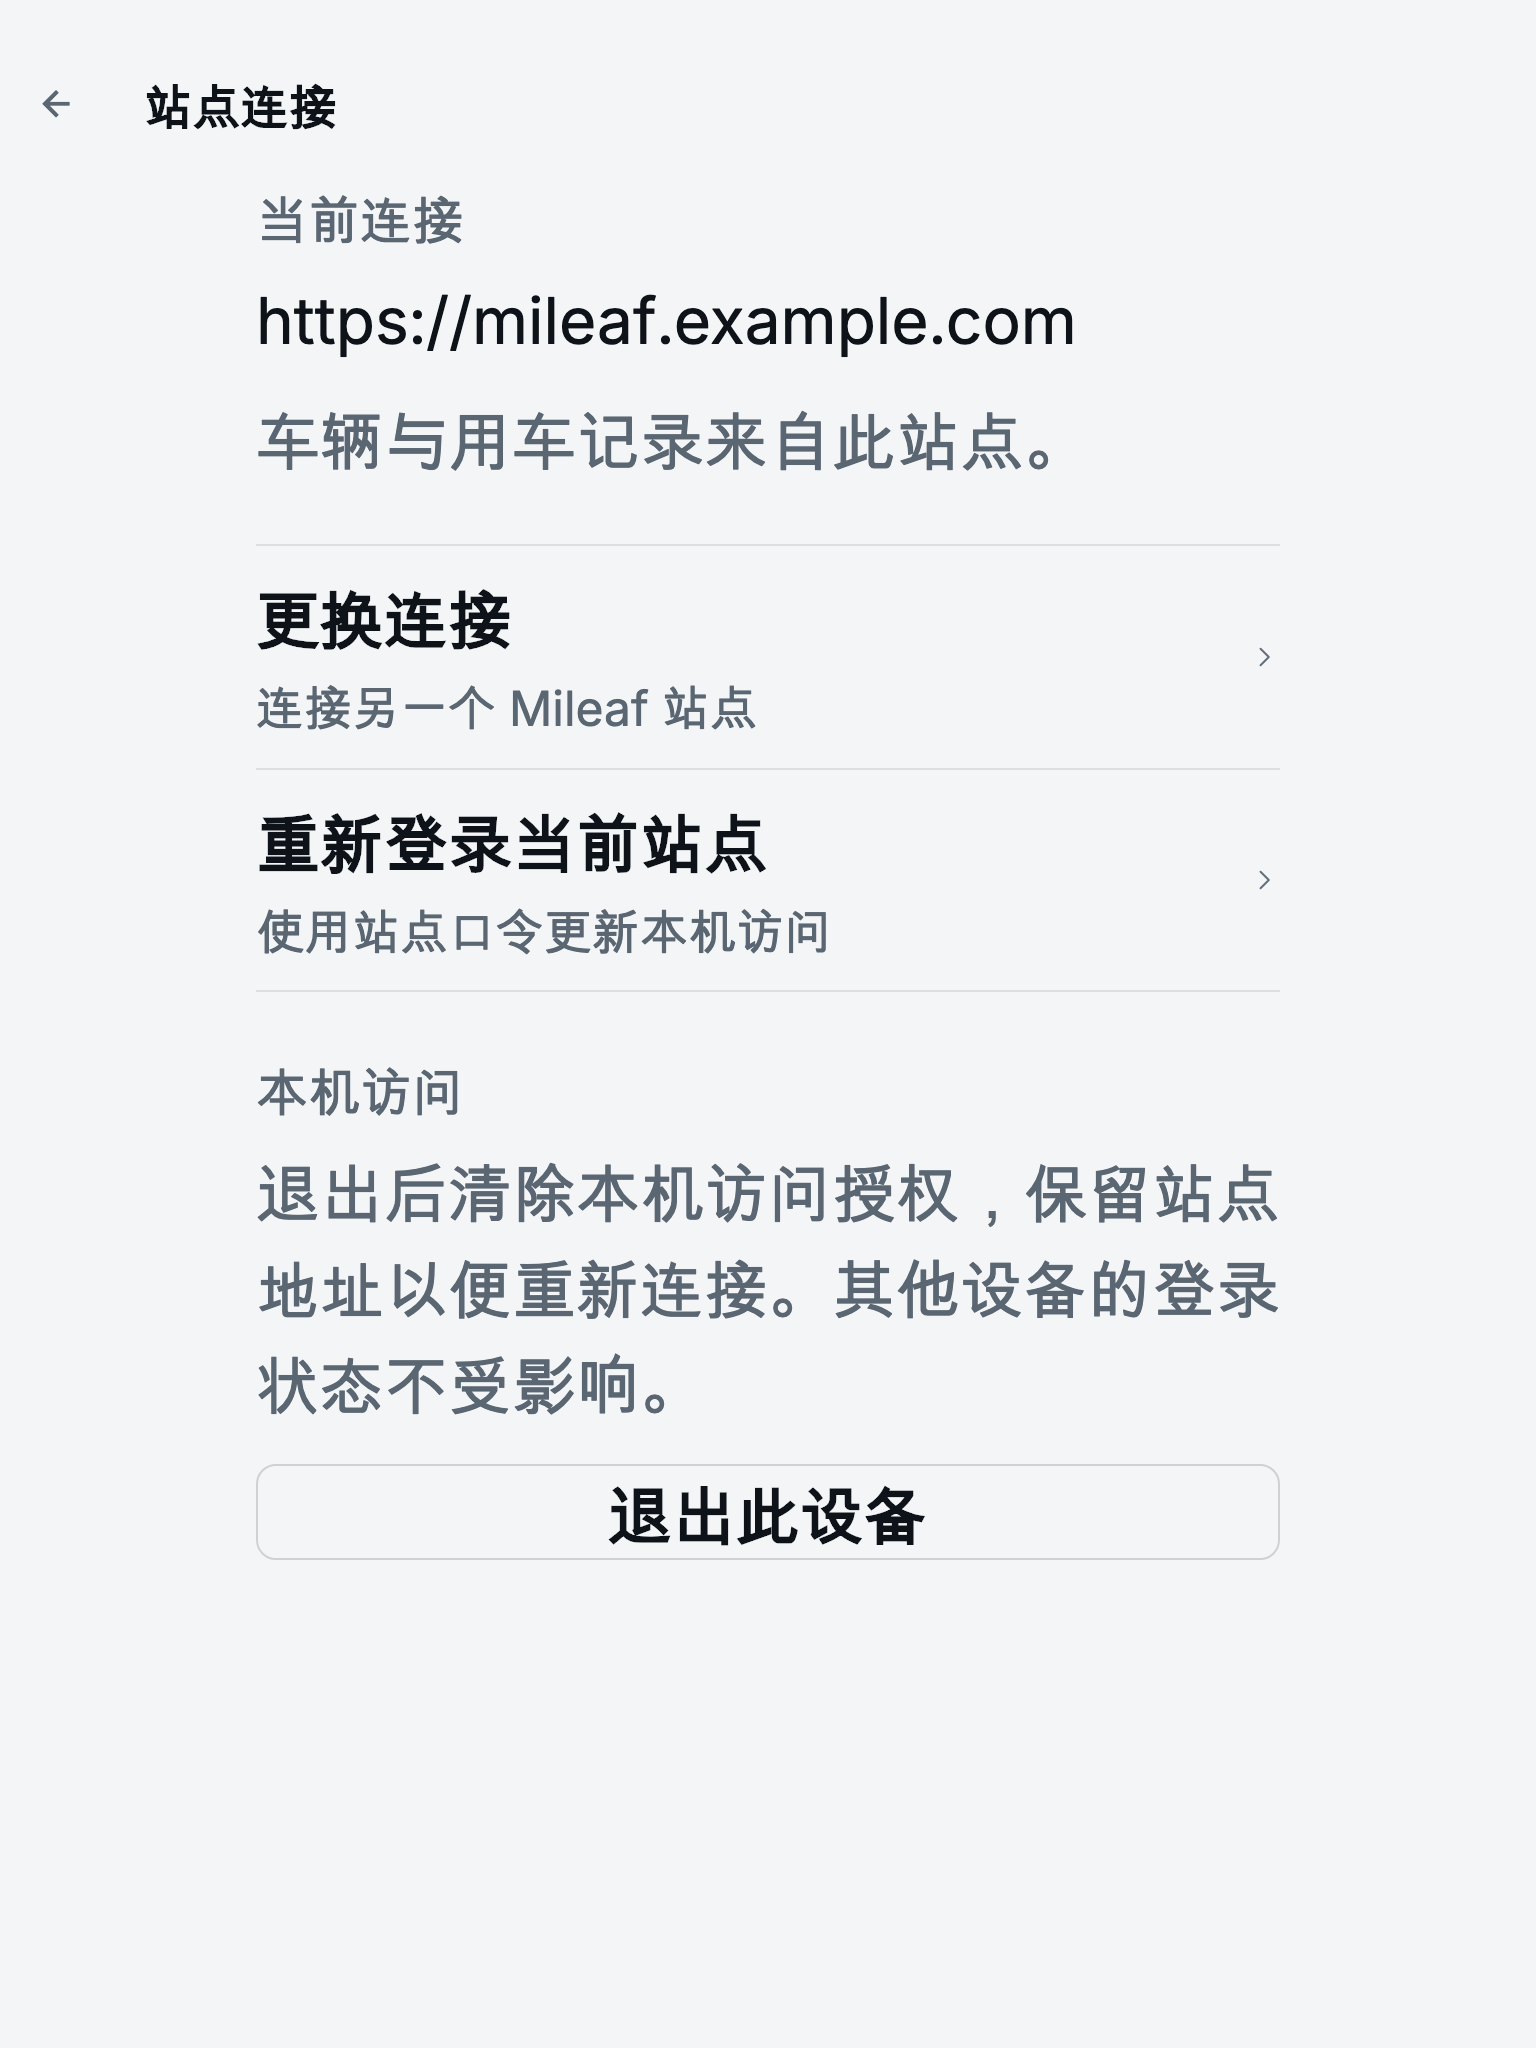 站点连接
当前连接
https://mileaf.example.com
车辆与用车记录来自此站点。
更换连接
连接另一个 Mileaf 站点
重新登录当前站点
使用站点口令更新本机访问
本机访问
退出后清除本机访问授权，保留站点
地址以便重新连接。其他设备的登录
状态不受影响。
退出此设备